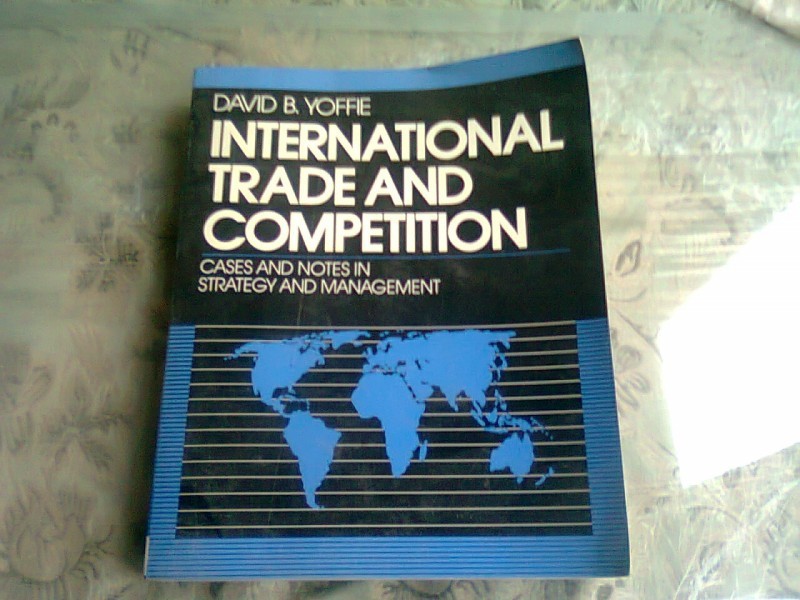 DAVID B. YOFFIE
INTERNATIONAL
TRADE AND
COMPETITION
CASES AND NOTES IN
STRATEGY AND MANAGEMENT